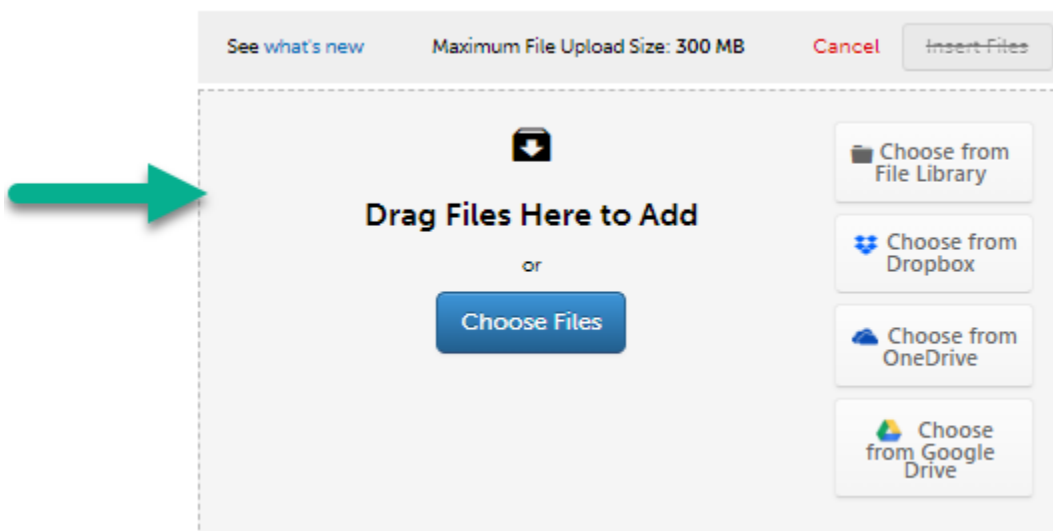 See what's new
Maximum File Upload Size: 300 MB
Cancel
Insert Files
Drag Files Here to Add
or
Choose Files
Choose from
File Library
Choose from
Dropbox
Choose from
OneDrive
Choose
from Google
Drive